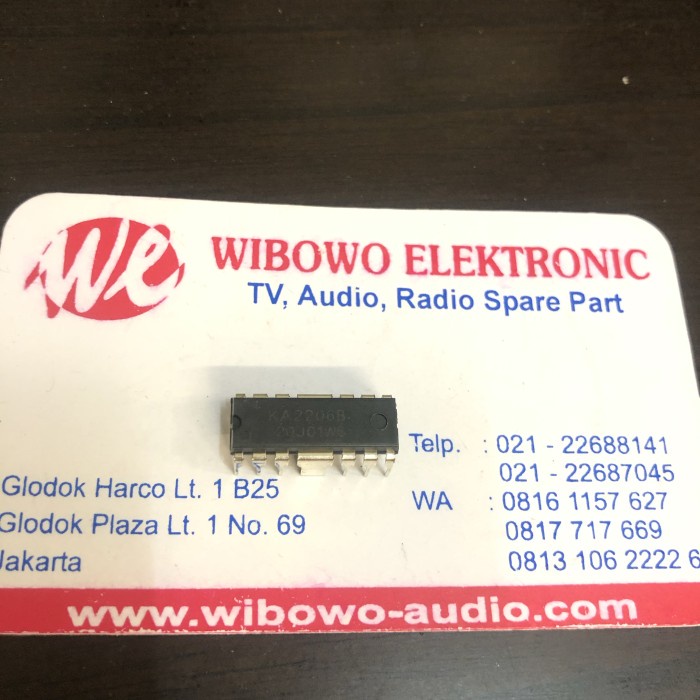 We
WIBOWO ELEKTRONIC
TV, Audio, Radio Spare Part
KA2206B
Telp. : 021 - 22688141
021 - 22687045
WA : 0816 1157 627
0817 717 669
0813 106 2222 6
Glodok Harco Lt. 1 B25
Glodok Plaza Lt. 1 No. 69
Jakarta
www.wibowo-audio.com